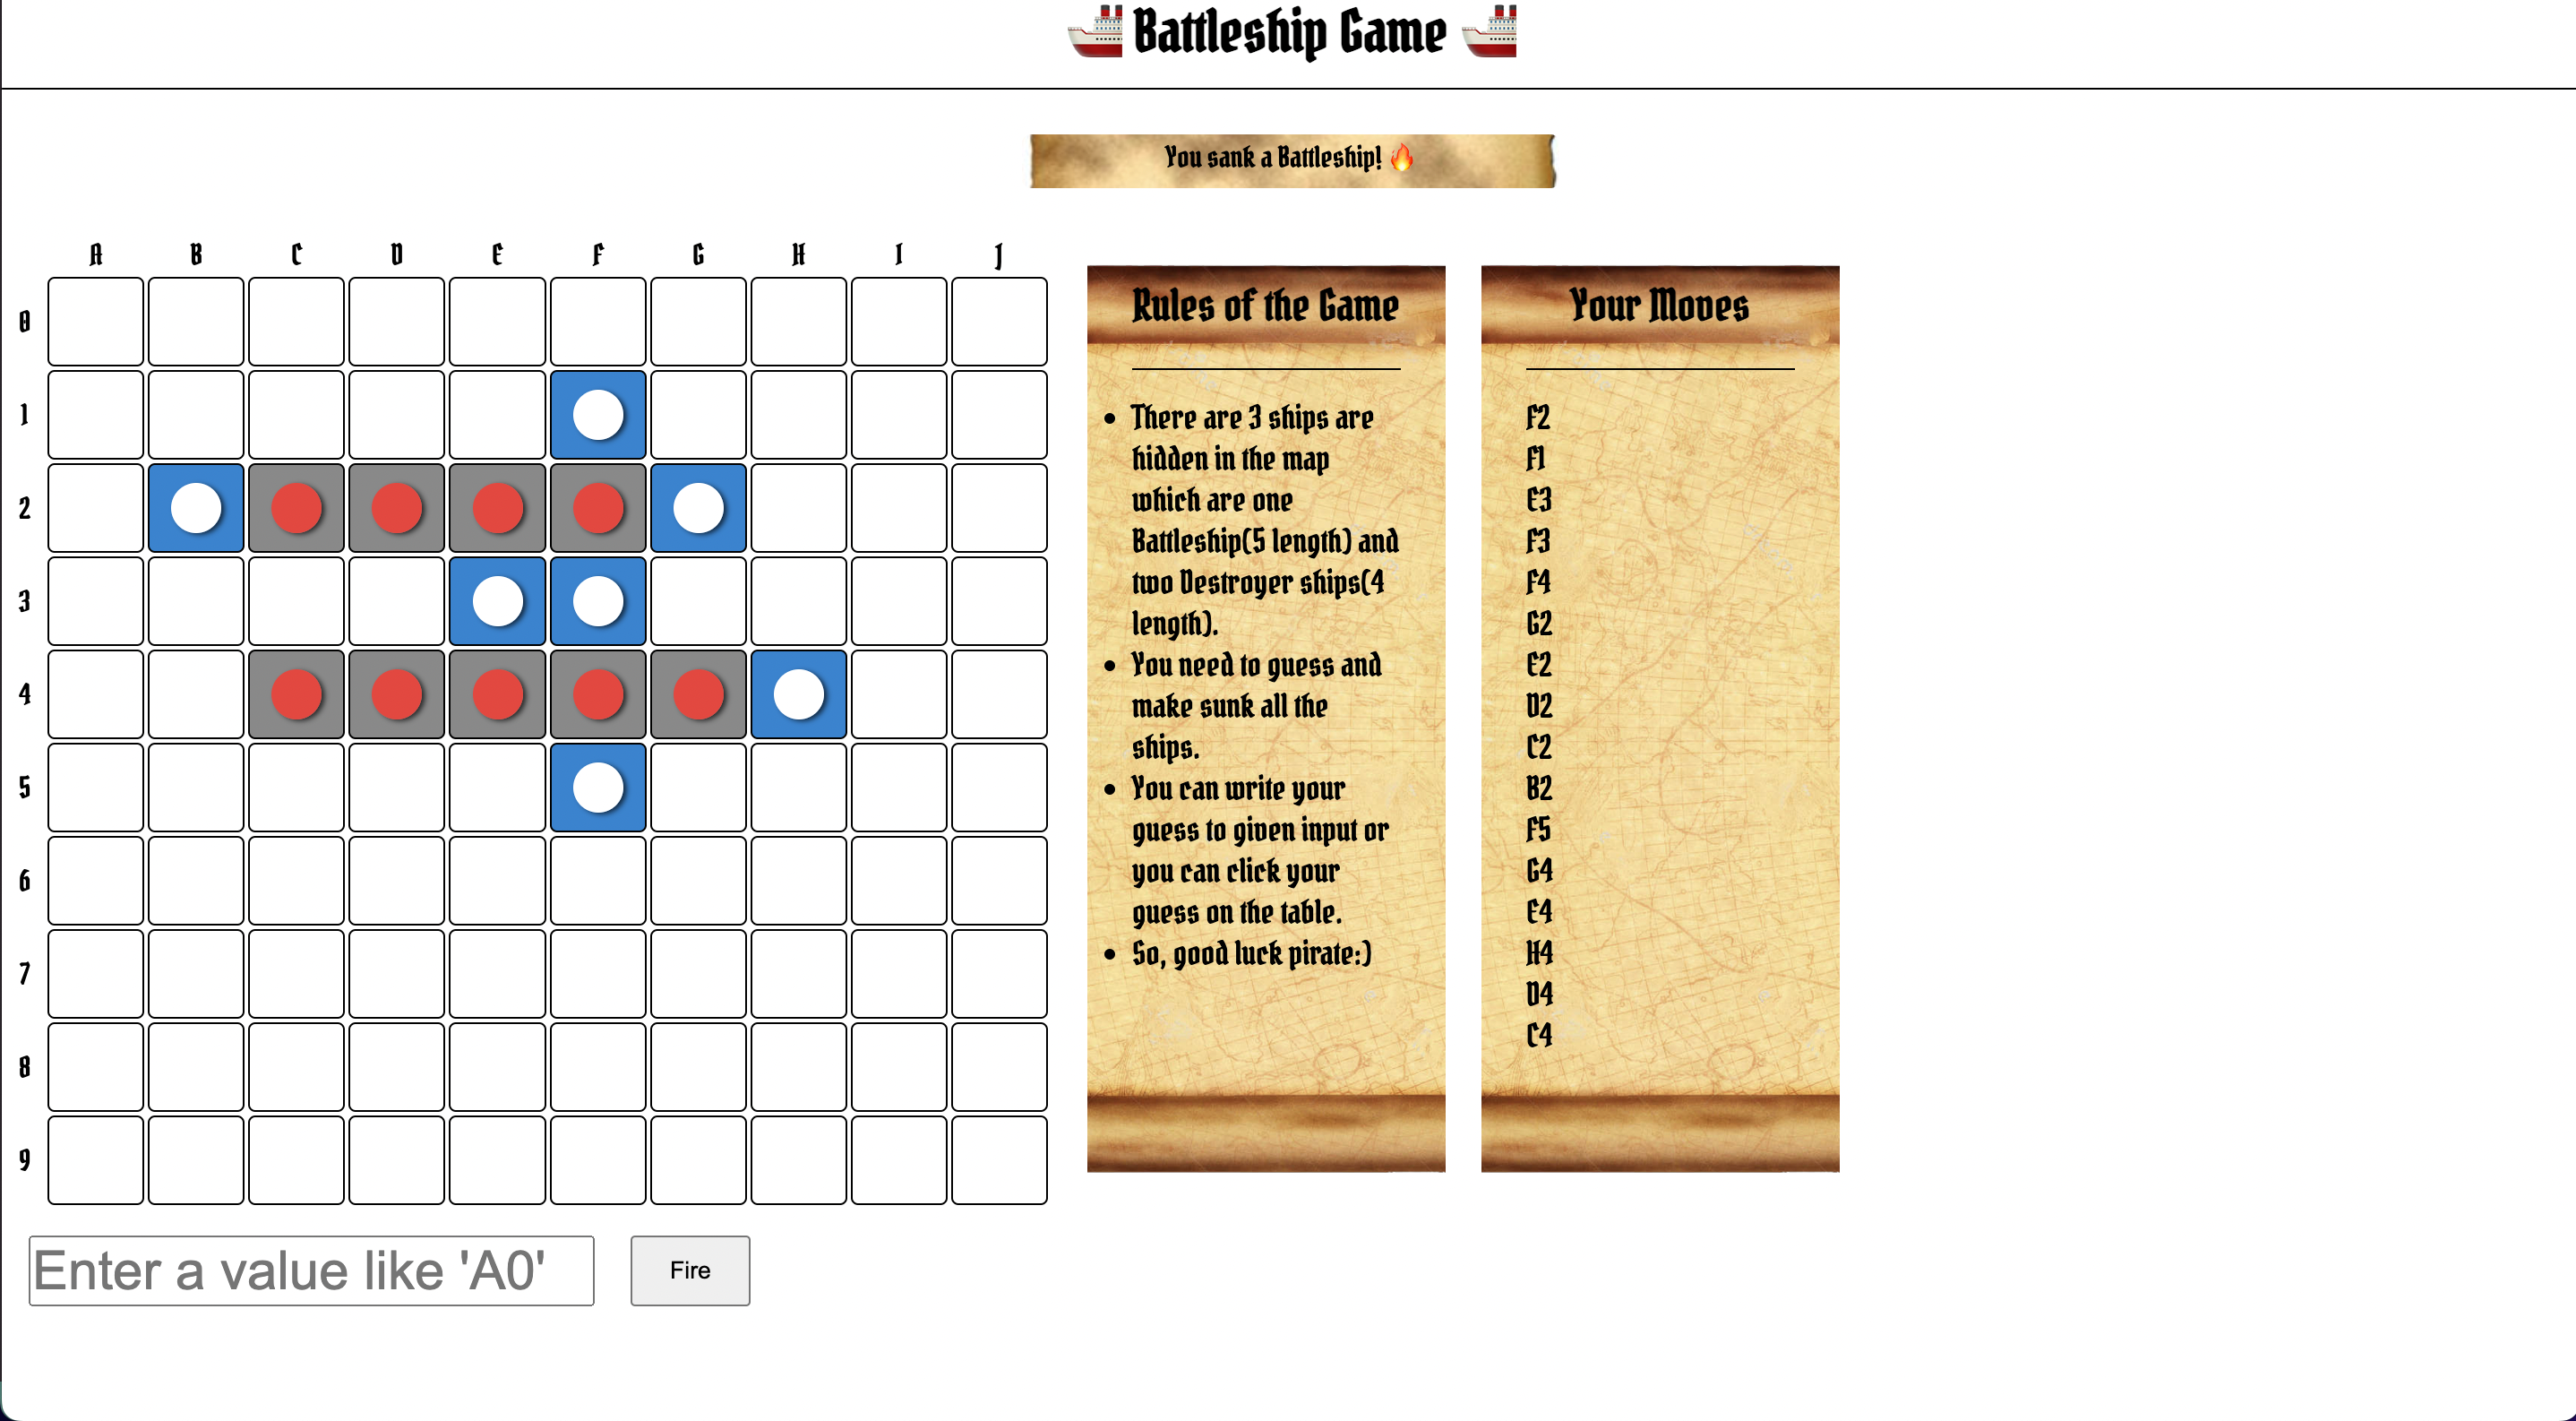 Battleship Game
You sank a Battleship! 🔥
A B C D E F G H I J
0
1
2
3
4
5
6
7
8
9
Rules of the Game
• There are 3 ships are
hidden in the map
which are one
Battleship(5 length) and
two Destroyer ships(4
length).
• You need to guess and
make sunk all the
ships.
• You can write your
guess to given input or
you can click your
guess on the table.
• So, good luck pirate:)
Your Moves
F2
F1
E3
F3
F4
G2
E2
D2
C2
B2
F5
G4
E4
H4
D4
C4
Enter a value like 'A0'
Fire